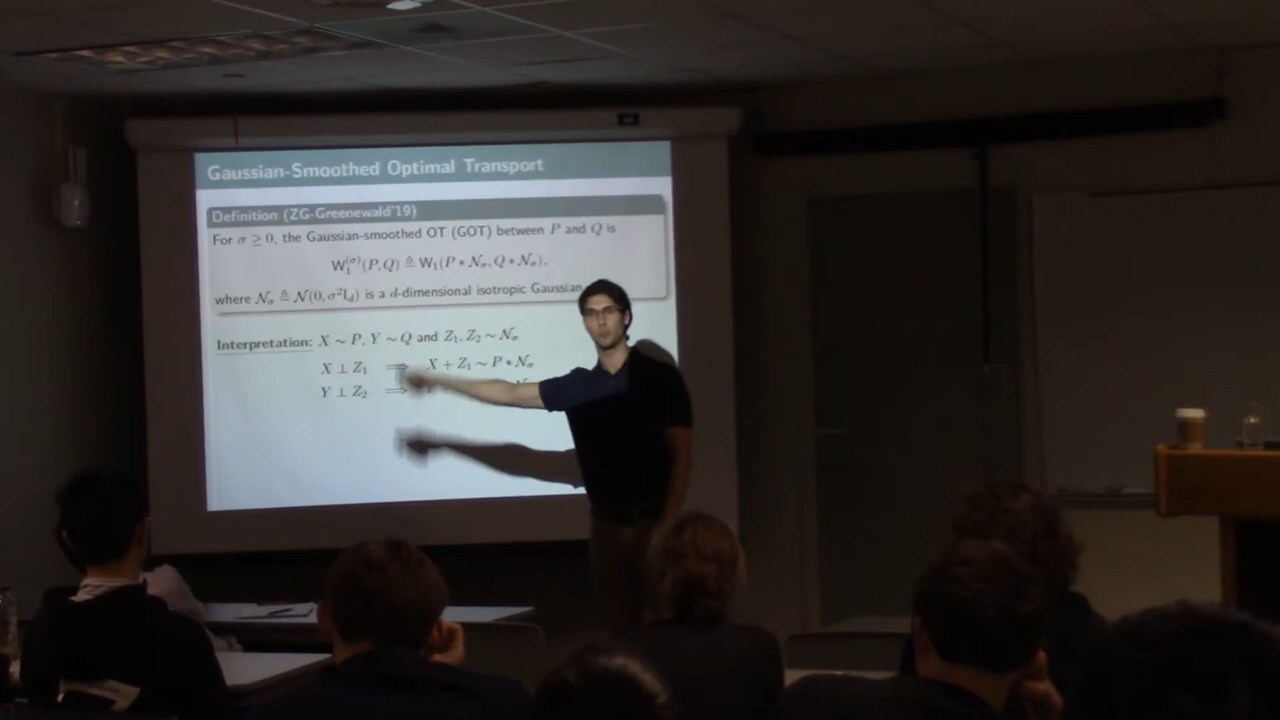 Gaussian-Smoothed Optimal Transport
Definition (ZG-Greenewald'19)
For σ ≥ 0, the Gaussian-smoothed OT (GOT) between P and Q is
W₁^(σ)(P, Q) ≜ W₁(P * N_σ, Q * N_σ),
where N_σ ≜ N(0, σ²I_d) is a d-dimensional isotropic Gaussian
Interpretation: X ∼ P, Y ∼ Q and Z₁, Z₂ ∼ N_σ
X ⊥ Z₁ ⟹ X + Z₁ ∼ P * N_σ
Y ⊥ Z₂ ⟹